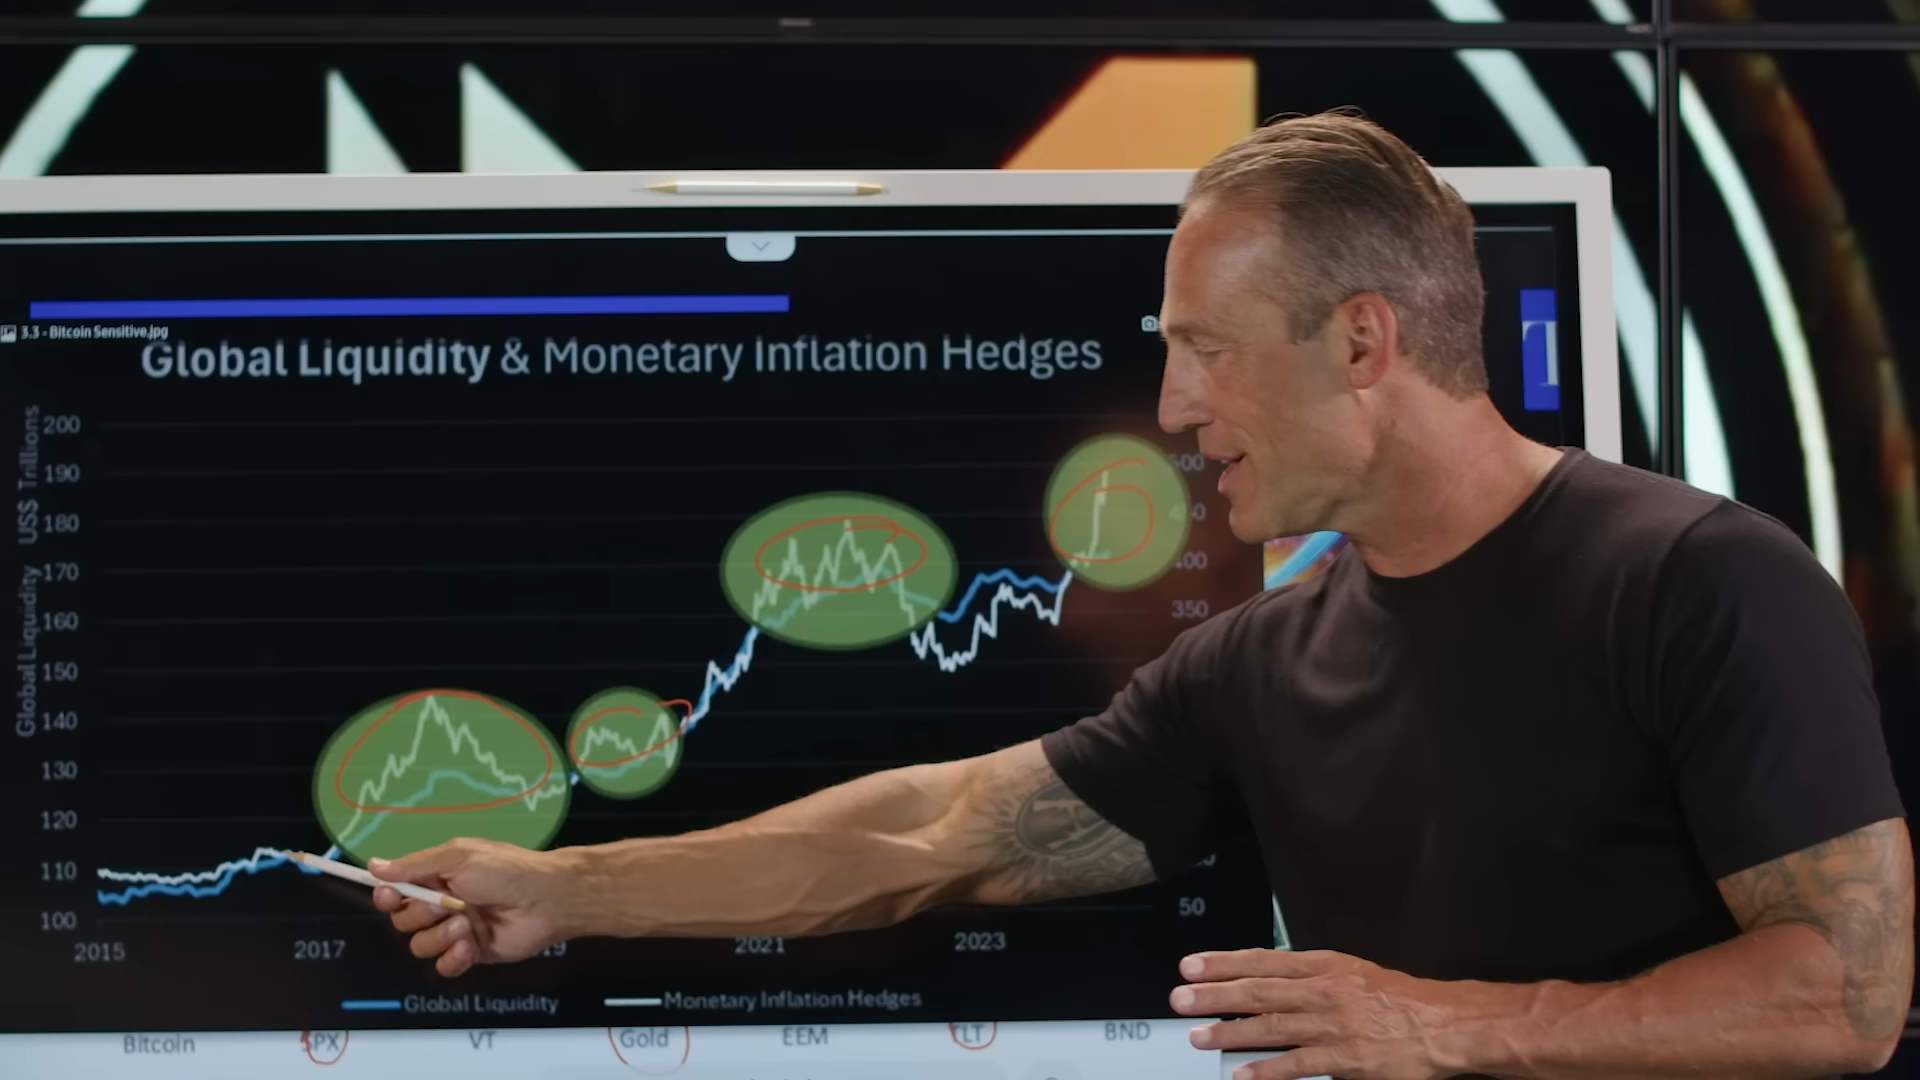 3.3 - Bitcoin Sensitive.jpg
Global Liquidity & Monetary Inflation Hedges
Global Liquidity US$ Trillions
200
190
180
170
160
150
140
130
120
110
100
400
350
50
2015
2017
2021
2023
Global Liquidity
Monetary Inflation Hedges
Bitcoin
SPX
VT
Gold
EEM
TLT
BND